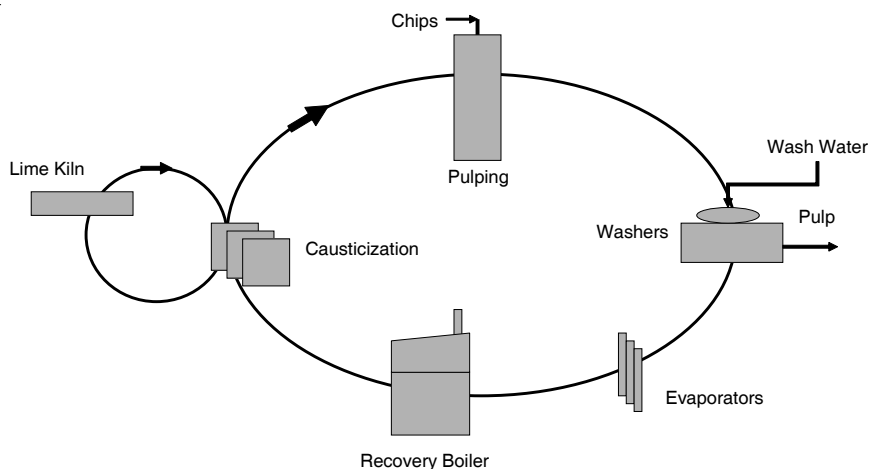 Chips
Wash Water
Lime Kiln
Pulping
Pulp
Washers
Causticization
Evaporators
Recovery Boiler